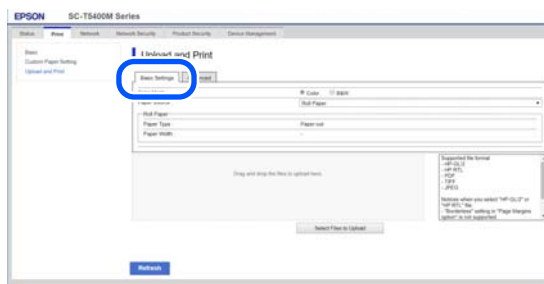 EPSON SC-T5400M Series
Status Print Network Network Security Product Security Device Management
Basic
Custom Paper Setting
Upload and Print
Upload and Print
Basic Settings
Color B&W
Roll Paper
Roll Paper
Paper Type Paper out
Paper Width -
Drag and drop the files to upload here.
Supported file format
- HP-GL/2
- HP RTL
- PDF
- TIFF
- JPEG
Notices when you select "HP-GL/2" or
"HP RTL" file.
- "Borderless" setting in "Page Margins
option" is not supported
Select Files to Upload
Refresh